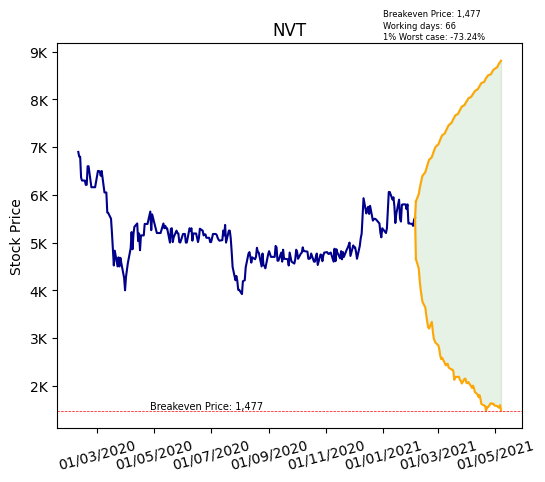 Breakeven Price: 1,477
Working days: 66
1% Worst case: -73.24%
NVT
Stock Price
9K
8K
7K
6K
5K
4K
3K
2K
Breakeven Price: 1,477
01/03/2020
01/05/2020
01/07/2020
01/09/2020
01/11/2020
01/01/2021
01/03/2021
01/05/2021